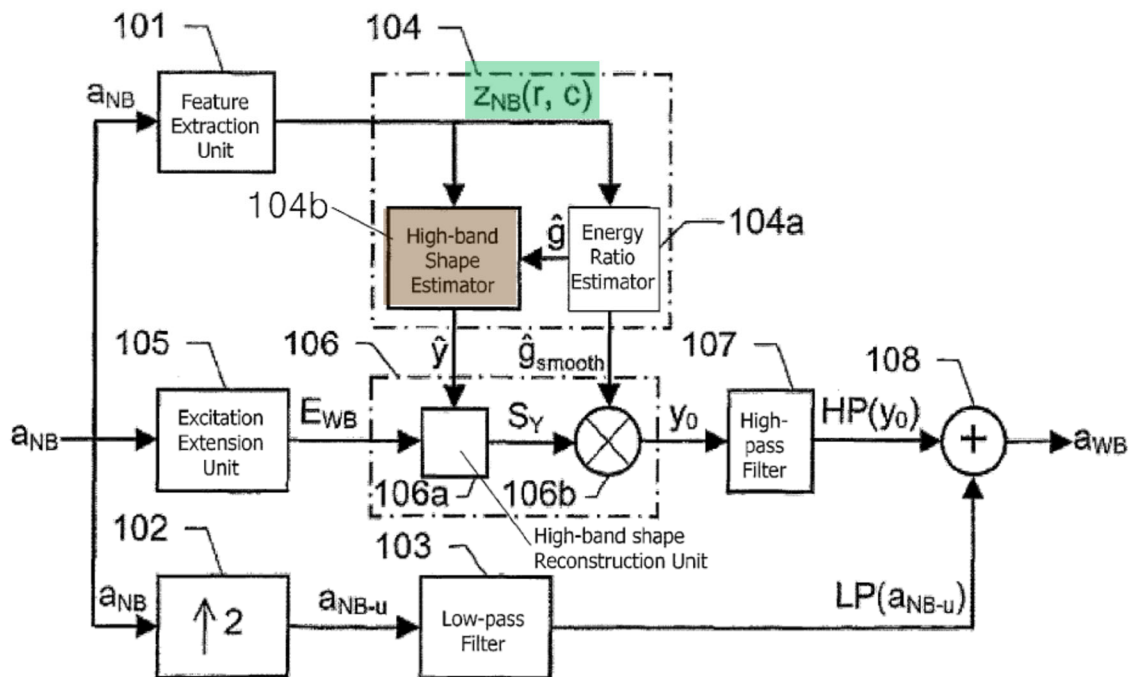 101
104
a_NB
Feature
Extraction
Unit
z_NB(r, c)
104b
High-band
Shape
Estimator
ĝ
Energy
Ratio
Estimator
104a
105
106
ŷ
ĝ_smooth
107
108
a_NB
Excitation
Extension
Unit
E_WB
S_Y
y_0
High-
pass
Filter
HP(y_0)
+
a_WB
106a
106b
102
103
High-band shape
Reconstruction Unit
a_NB
↑2
a_NB-u
Low-pass
Filter
LP(a_NB-u)